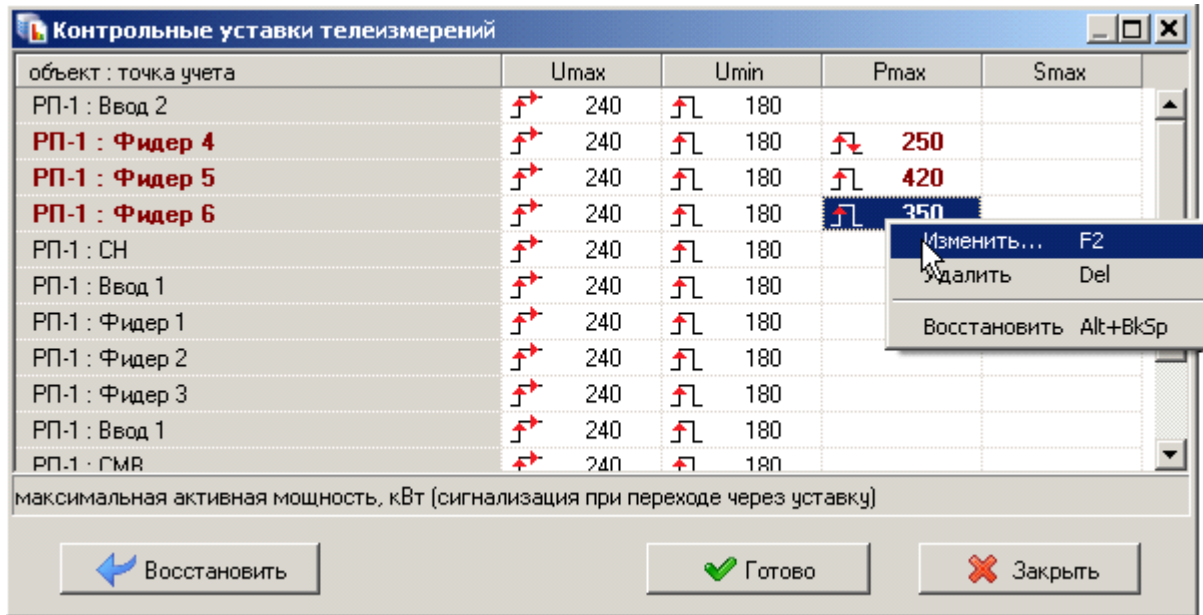 Контрольные уставки телеизмерений
объект : точка учета Umax Umin Pmax Smax
РП-1 : Ввод 2 240 180
РП-1 : Фидер 4 240 180 250
РП-1 : Фидер 5 240 180 420
РП-1 : Фидер 6 240 180 350
РП-1 : СН 240 180
РП-1 : Ввод 1 240 180
РП-1 : Фидер 1 240 180
РП-1 : Фидер 2 240 180
РП-1 : Фидер 3 240 180
РП-1 : Ввод 1 240 180
РП-1 : СМВ 240 180
Изменить... F2
Удалить Del
Восстановить Alt+BkSp
максимальная активная мощность, кВт (сигнализация при переходе через уставку)
Восстановить Готово Закрыть